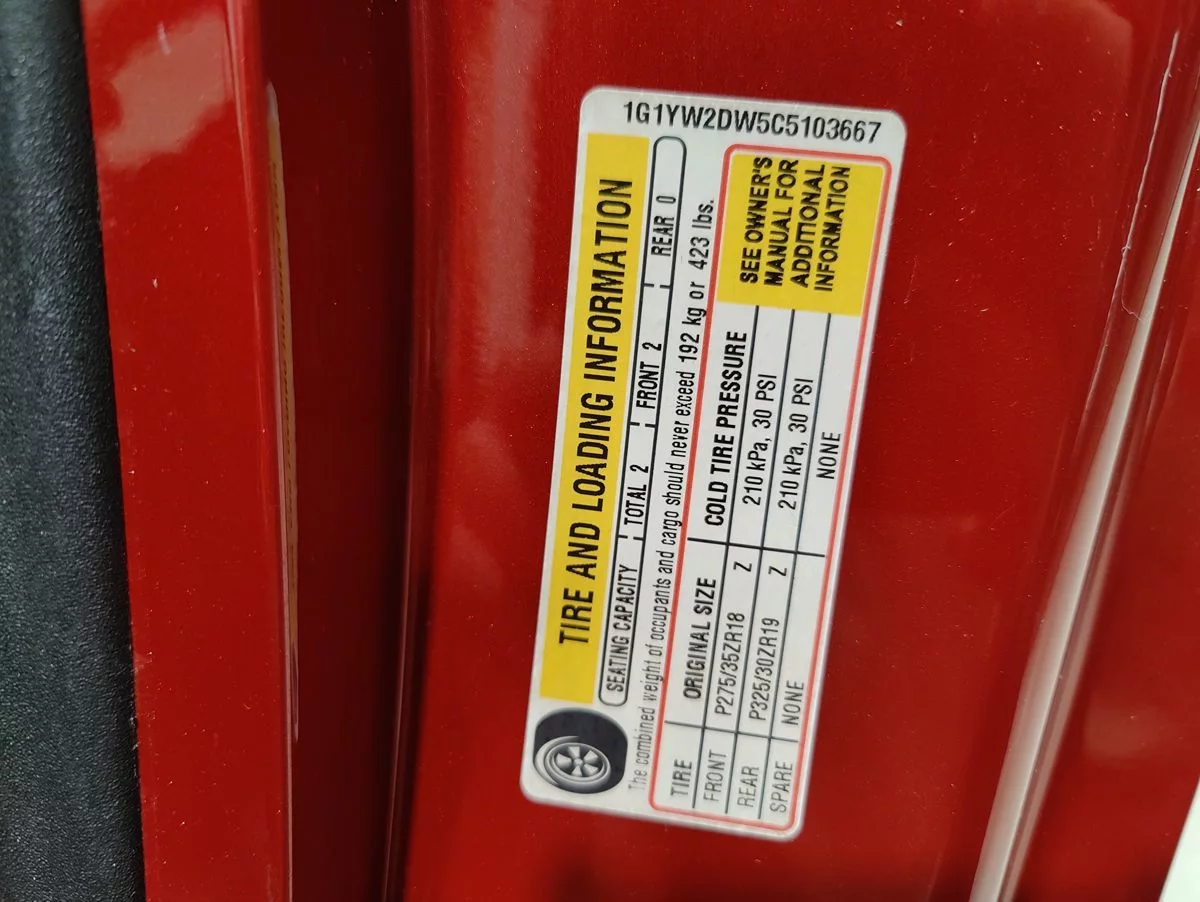 1G1YW2DW5C5103667
TIRE AND LOADING INFORMATION
SEATING CAPACITY TOTAL 2 FRONT 2 REAR 0
The combined weight of occupants and cargo should never exceed 192 kg or 423 lbs.
TIRE ORIGINAL SIZE COLD TIRE PRESSURE
FRONT P275/35ZR18 Z 210 kPa, 30 PSI
REAR P325/30ZR19 Z 210 kPa, 30 PSI
SPARE NONE NONE
SEE OWNER'S
MANUAL FOR
ADDITIONAL
INFORMATION